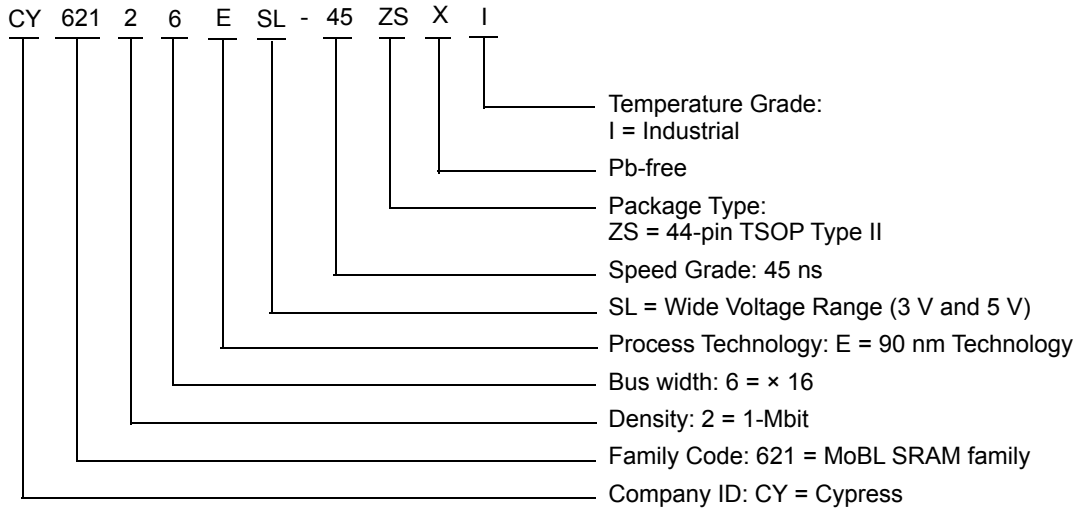 CY 621 2 6 E SL - 45 ZS X I
Temperature Grade:
I = Industrial
Pb-free
Package Type:
ZS = 44-pin TSOP Type II
Speed Grade: 45 ns
SL = Wide Voltage Range (3 V and 5 V)
Process Technology: E = 90 nm Technology
Bus width: 6 = × 16
Density: 2 = 1-Mbit
Family Code: 621 = MoBL SRAM family
Company ID: CY = Cypress